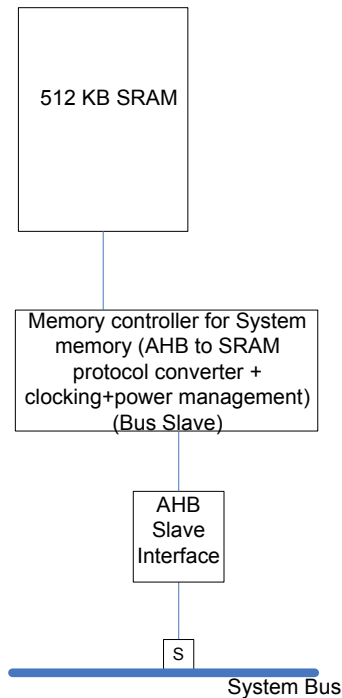 512 KB SRAM
Memory controller for System
memory (AHB to SRAM
protocol converter +
clocking+power management)
(Bus Slave)
AHB
Slave
Interface
S
System Bus